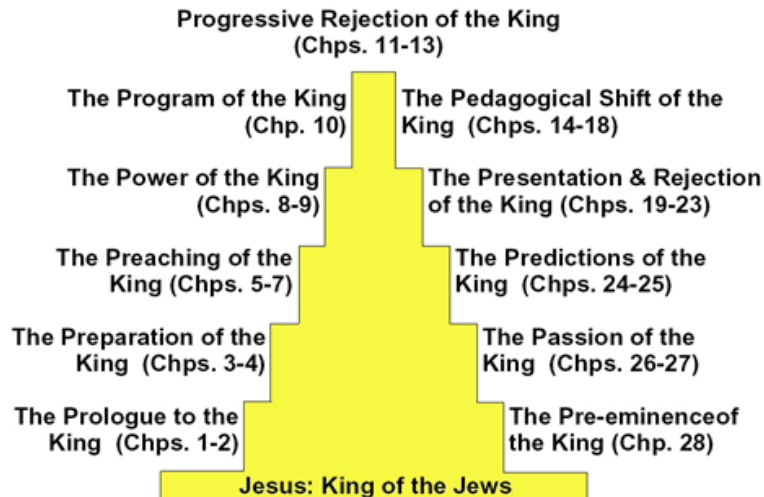 Progressive Rejection of the King
(Chps. 11-13)
The Program of the King
(Chp. 10)
The Pedagogical Shift of the
King (Chps. 14-18)
The Power of the King
(Chps. 8-9)
The Presentation & Rejection
of the King (Chps. 19-23)
The Preaching of the
King (Chps. 5-7)
The Predictions of the
King (Chps. 24-25)
The Preparation of the
King (Chps. 3-4)
The Passion of the
King (Chps. 26-27)
The Prologue to the
King (Chps. 1-2)
The Pre-eminenceof
the King (Chp. 28)
Jesus: King of the Jews